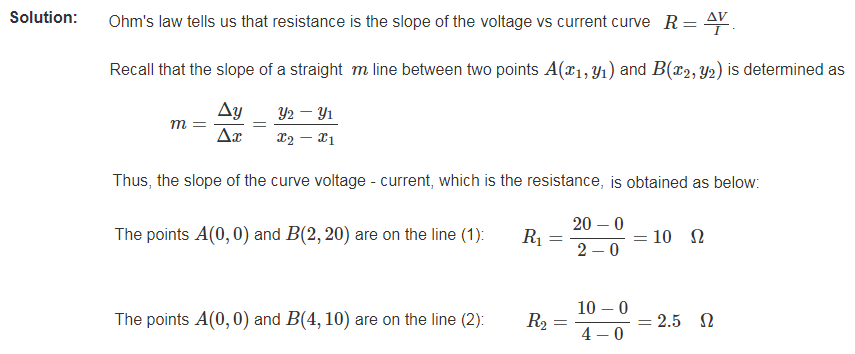 Solution: Ohm's law tells us that resistance is the slope of the voltage vs current curve R = ΔV/I .
Recall that the slope of a straight m line between two points A(x₁, y₁) and B(x₂, y₂) is determined as
m = Δy/Δx = (y₂ − y₁)/(x₂ − x₁)
Thus, the slope of the curve voltage - current, which is the resistance, is obtained as below:
The points A(0, 0) and B(2, 20) are on the line (1): R₁ = (20 − 0)/(2 − 0) = 10 Ω
The points A(0, 0) and B(4, 10) are on the line (2): R₂ = (10 − 0)/(4 − 0) = 2.5 Ω